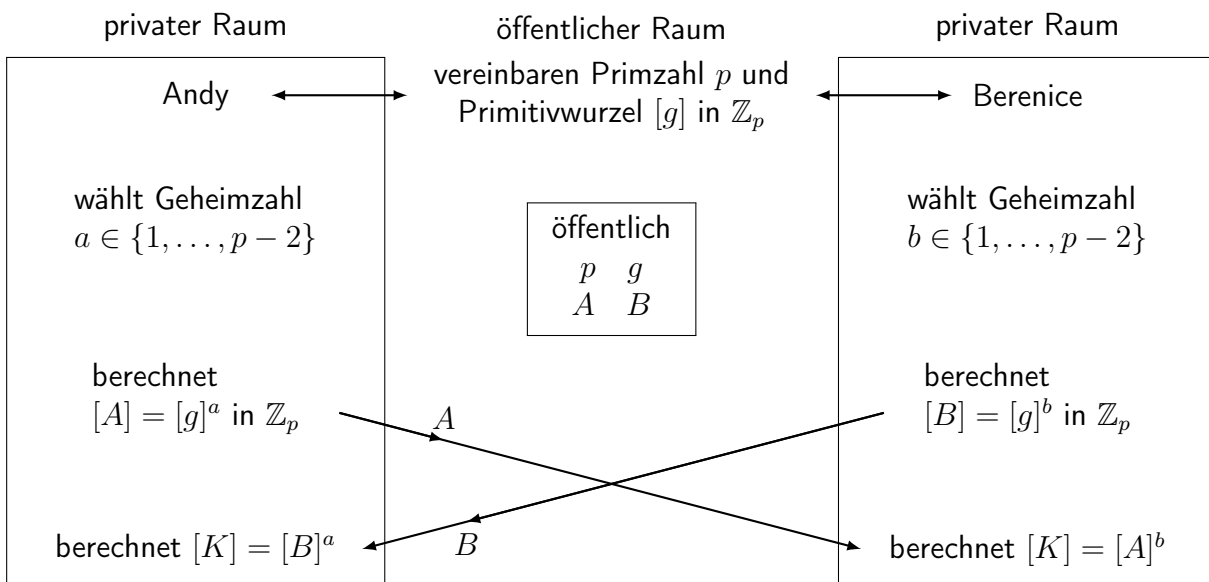 privater Raum
öffentlicher Raum
privater Raum
Andy
vereinbaren Primzahl p und
Primitivwurzel [g] in ℤ_p
Berenice
wählt Geheimzahl
a ∈ {1, . . . , p − 2}
öffentlich
p g
A B
wählt Geheimzahl
b ∈ {1, . . . , p − 2}
berechnet
[A] = [g]^a in ℤ_p
A
berechnet
[B] = [g]^b in ℤ_p
berechnet [K] = [B]^a
B
berechnet [K] = [A]^b